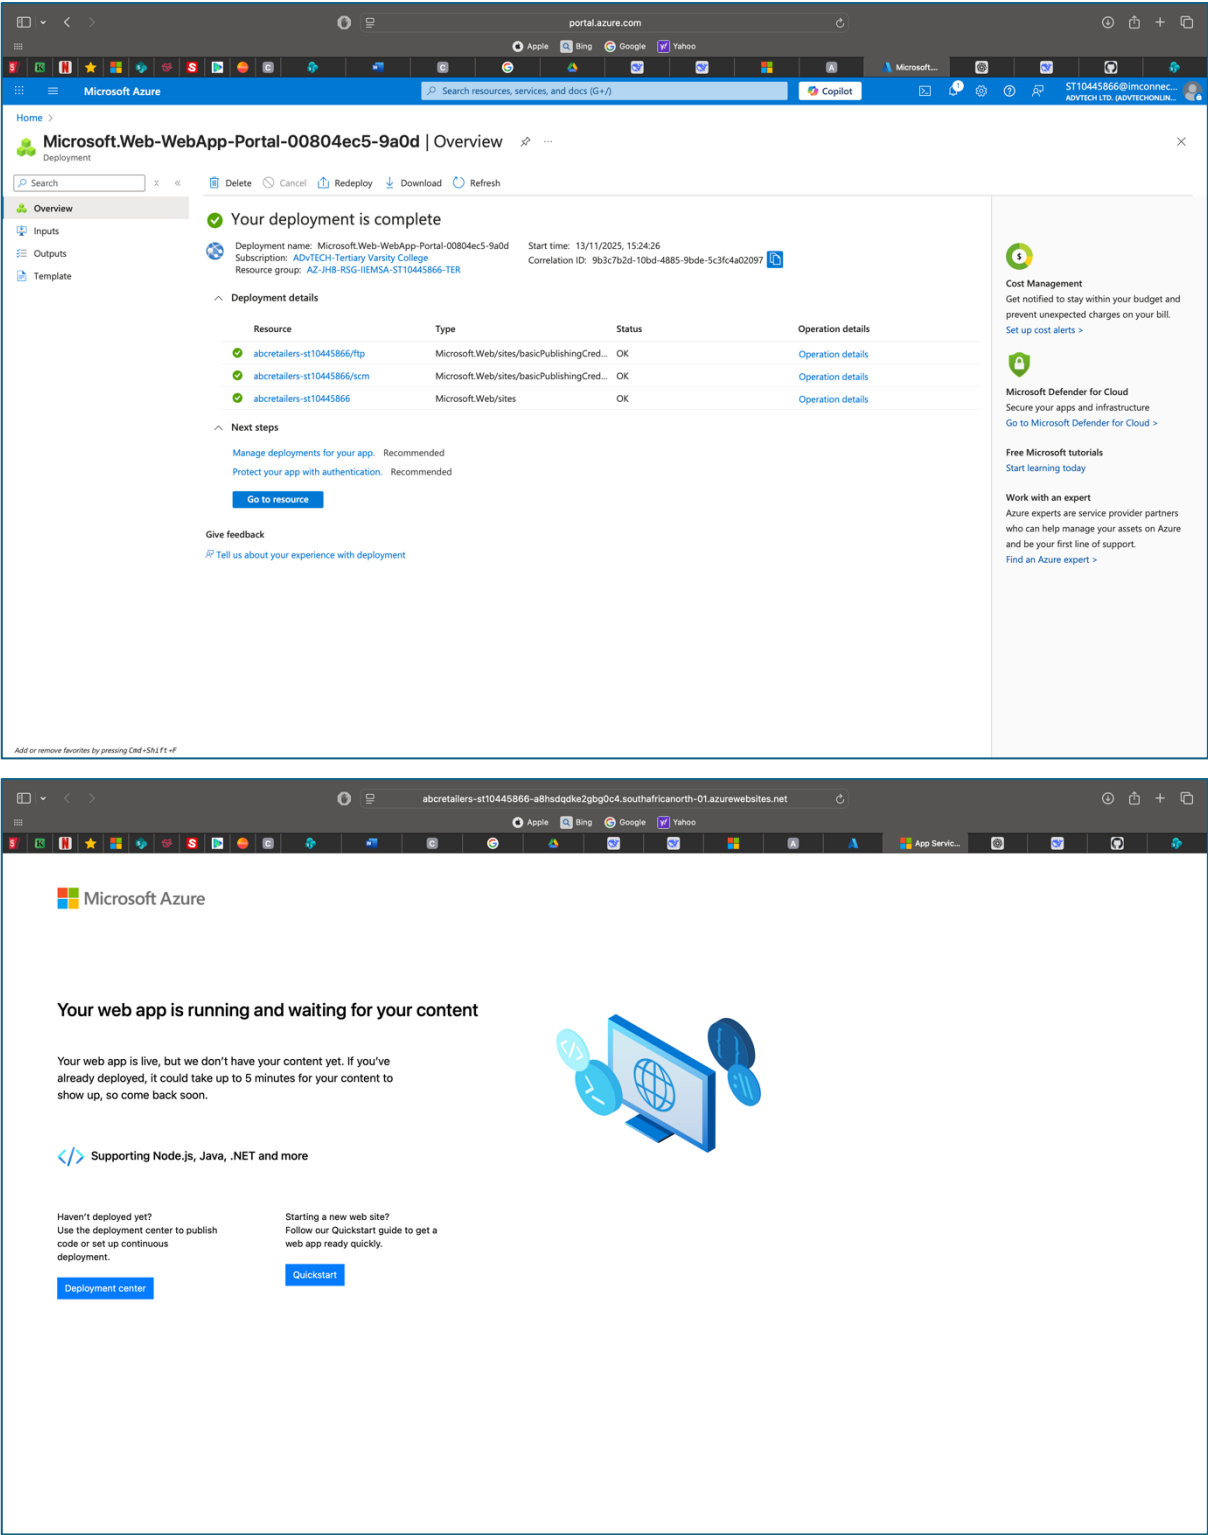 portal.azure.com
Apple Bing Google Yahoo
Microsoft...
Microsoft Azure
Search resources, services, and docs (G+/)
Copilot
1
ST10445866@imconnec...
ADVTECH LTD. (ADVTECHONLIN...
Home >
Microsoft.Web-WebApp-Portal-00804ec5-9a0d | Overview
Deployment
Search
Delete Cancel Redeploy Download Refresh
Overview
Inputs
Outputs
Template
Your deployment is complete
Deployment name: Microsoft.Web-WebApp-Portal-00804ec5-9a0d
Subscription: ADvTECH-Tertiary Varsity College
Resource group: AZ-JHB-RSG-IIEMSA-ST10445866-TER
Start time: 13/11/2025, 15:24:26
Correlation ID: 9b3c7b2d-10bd-4885-9bde-5c3fc4a02097
Deployment details
Resource Type Status Operation details
abcretailers-st10445866/ftp Microsoft.Web/sites/basicPublishingCred... OK Operation details
abcretailers-st10445866/scm Microsoft.Web/sites/basicPublishingCred... OK Operation details
abcretailers-st10445866 Microsoft.Web/sites OK Operation details
Next steps
Manage deployments for your app. Recommended
Protect your app with authentication. Recommended
Go to resource
Give feedback
Tell us about your experience with deployment
Cost Management
Get notified to stay within your budget and
prevent unexpected charges on your bill.
Set up cost alerts >
Microsoft Defender for Cloud
Secure your apps and infrastructure
Go to Microsoft Defender for Cloud >
Free Microsoft tutorials
Start learning today
Work with an expert
Azure experts are service provider partners
who can help manage your assets on Azure
and be your first line of support.
Find an Azure expert >
Add or remove favorites by pressing Cmd+Shift+F
abcretailers-st10445866-a8hsdqdke2gbg0c4.southafricanorth-01.azurewebsites.net
Apple Bing Google Yahoo
App Servic...
Microsoft Azure
Your web app is running and waiting for your content
Your web app is live, but we don't have your content yet. If you've
already deployed, it could take up to 5 minutes for your content to
show up, so come back soon.
Supporting Node.js, Java, .NET and more
Haven't deployed yet?
Use the deployment center to publish
code or set up continuous
deployment.
Deployment center
Starting a new web site?
Follow our Quickstart guide to get a
web app ready quickly.
Quickstart